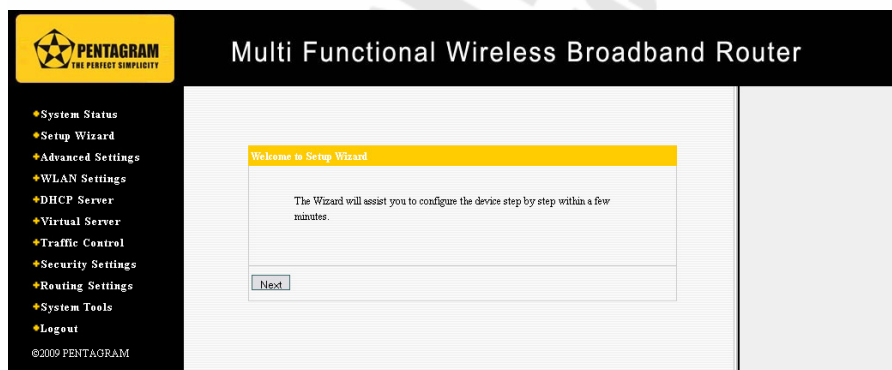 PENTAGRAM
THE PERFECT SIMPLICITY
Multi Functional Wireless Broadband Router
System Status
Setup Wizard
Advanced Settings
WLAN Settings
DHCP Server
Virtual Server
Traffic Control
Security Settings
Routing Settings
System Tools
Logout
©2009 PENTAGRAM
Welcome to Setup Wizard
The Wizard will assist you to configure the device step by step within a few
minutes.
Next